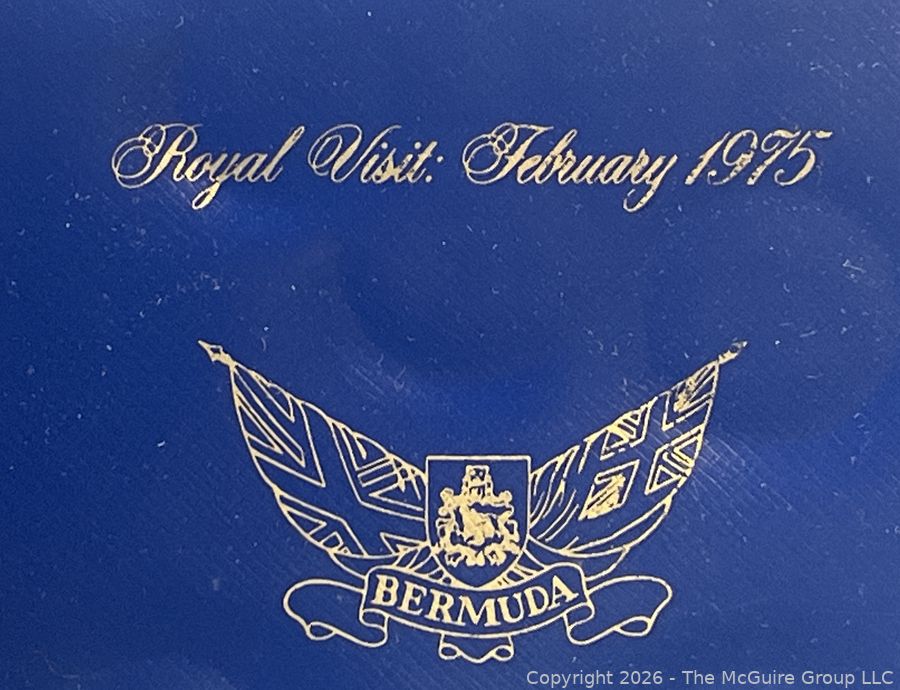 Royal Visit: February 1975
BERMUDA
Copyright 2026 - The McGuire Group LLC